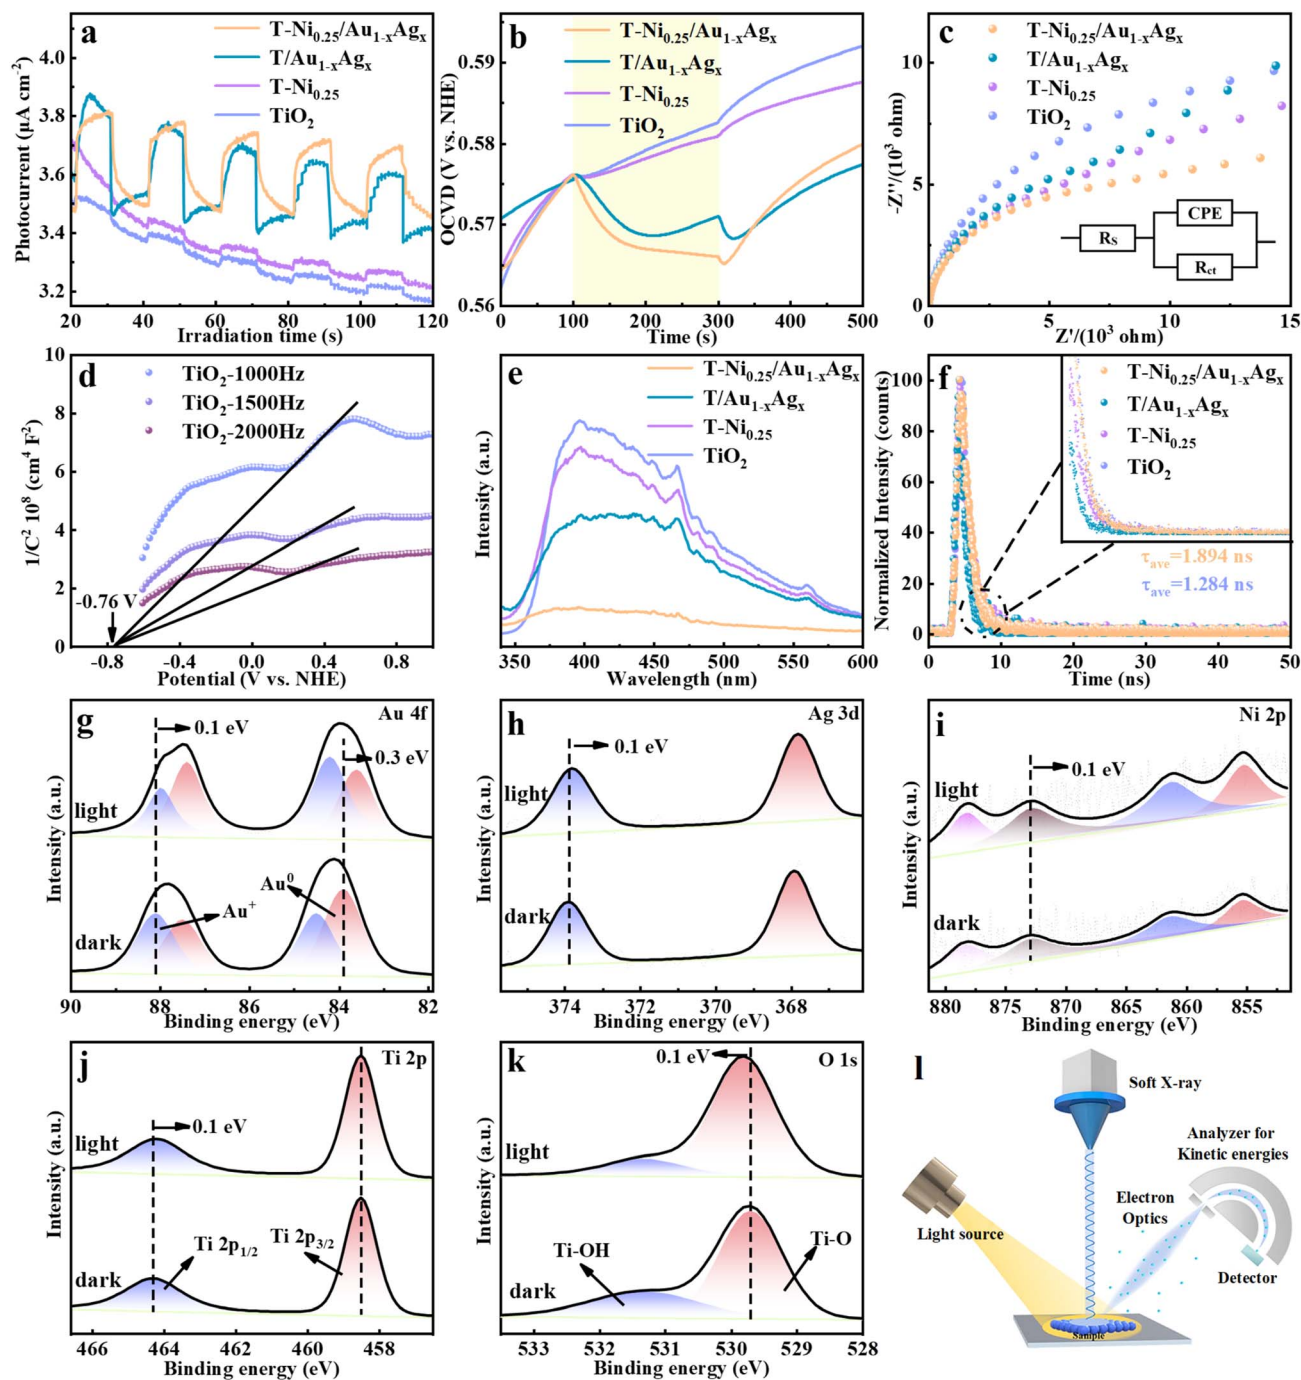 a
T-Ni0.25/Au1-xAgx
T/Au1-xAgx
T-Ni0.25
TiO2
Photocurrent (μA cm-2)
4.0
3.8
3.6
3.4
3.2
20 40 60 80 100 120
Irradiation time (s)
b
T-Ni0.25/Au1-xAgx
T/Au1-xAgx
T-Ni0.25
TiO2
OCVD (V vs. NHE)
0.59
0.58
0.57
0.56
0 100 200 300 400 500
Time (s)
c
T-Ni0.25/Au1-xAgx
T/Au1-xAgx
T-Ni0.25
TiO2
-Z''/(10³ ohm)
10
5
0
0 5 10 15
Z'/(10³ ohm)
Rs
CPE
Rct
d
TiO2-1000Hz
TiO2-1500Hz
TiO2-2000Hz
1/C² 10⁸ (cm⁴ F²)
10
8
6
4
2
0
-0.76 V
-0.8 -0.4 0.0 0.4 0.8
Potential (V vs. NHE)
e
T-Ni0.25/Au1-xAgx
T/Au1-xAgx
T-Ni0.25
TiO2
Intensity (a.u.)
350 400 450 500 550 600
Wavelength (nm)
f
T-Ni0.25/Au1-xAgx
T/Au1-xAgx
T-Ni0.25
TiO2
τave=1.894 ns
τave=1.284 ns
Normalized Intensity (counts)
100
80
60
40
20
0
0 10 20 30 40 50
Time (ns)
g
Au 4f
0.1 eV
0.3 eV
light
Au+
Au0
dark
Intensity (a.u.)
90 88 86 84 82
Binding energy (eV)
h
Ag 3d
0.1 eV
light
dark
Intensity (a.u.)
374 372 370 368
Binding energy (eV)
i
Ni 2p
0.1 eV
light
dark
Intensity (a.u.)
880 875 870 865 860 855
Binding energy (eV)
j
Ti 2p
0.1 eV
light
Ti 2p1/2
Ti 2p3/2
dark
Intensity (a.u.)
466 464 462 460 458
Binding energy (eV)
k
O 1s
0.1 eV
light
Ti-OH
Ti-O
dark
Intensity (a.u.)
533 532 531 530 529 528
Binding energy (eV)
l
Soft X-ray
Analyzer for
Kinetic energies
Electron
Optics
Light source
Detector
Sample